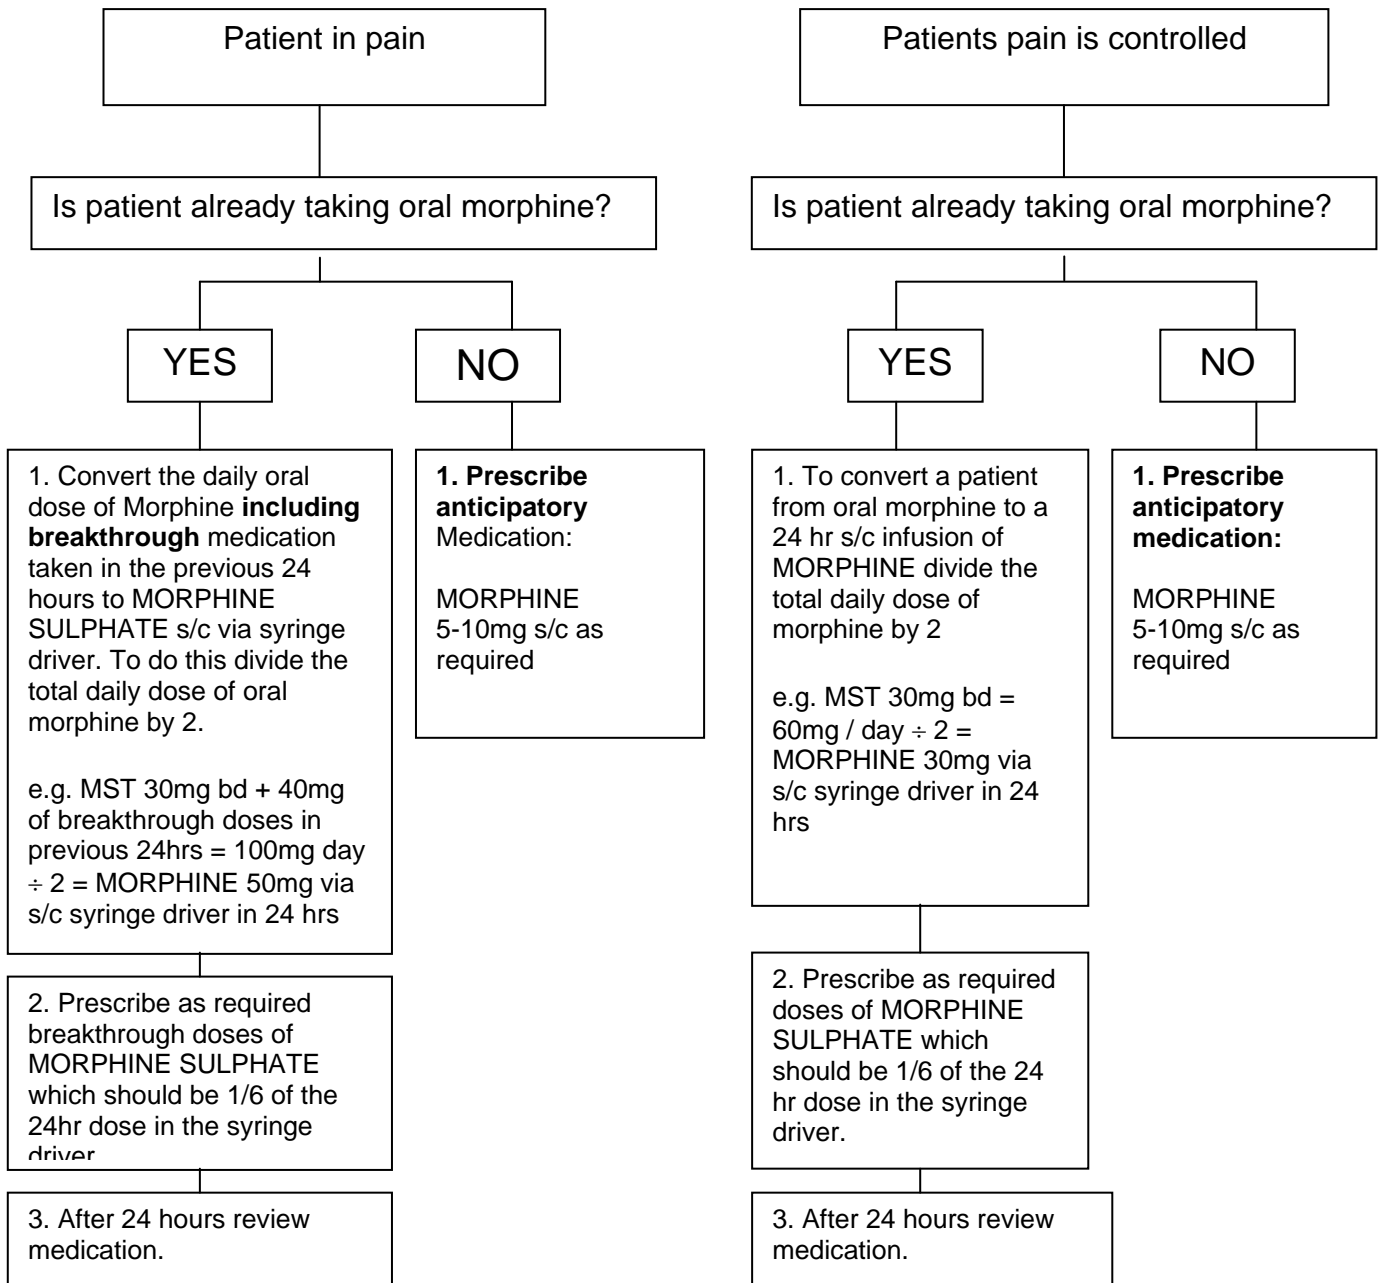 Patient in pain
Is patient already taking oral morphine?
YES
NO
1. Convert the daily oral
dose of Morphine including
breakthrough medication
taken in the previous 24
hours to MORPHINE
SULPHATE s/c via syringe
driver. To do this divide the
total daily dose of oral
morphine by 2.
e.g. MST 30mg bd + 40mg
of breakthrough doses in
previous 24hrs = 100mg day
÷ 2 = MORPHINE 50mg via
s/c syringe driver in 24 hrs
1. Prescribe
anticipatory
Medication:
MORPHINE
5-10mg s/c as
required
2. Prescribe as required
breakthrough doses of
MORPHINE SULPHATE
which should be 1/6 of the
24hr dose in the syringe
driver
3. After 24 hours review
medication.
Patients pain is controlled
Is patient already taking oral morphine?
YES
NO
1. To convert a patient
from oral morphine to a
24 hr s/c infusion of
MORPHINE divide the
total daily dose of
morphine by 2
e.g. MST 30mg bd =
60mg / day ÷ 2 =
MORPHINE 30mg via
s/c syringe driver in 24
hrs
1. Prescribe
anticipatory
medication:
MORPHINE
5-10mg s/c as
required
2. Prescribe as required
doses of MORPHINE
SULPHATE which
should be 1/6 of the 24
hr dose in the syringe
driver.
3. After 24 hours review
medication.